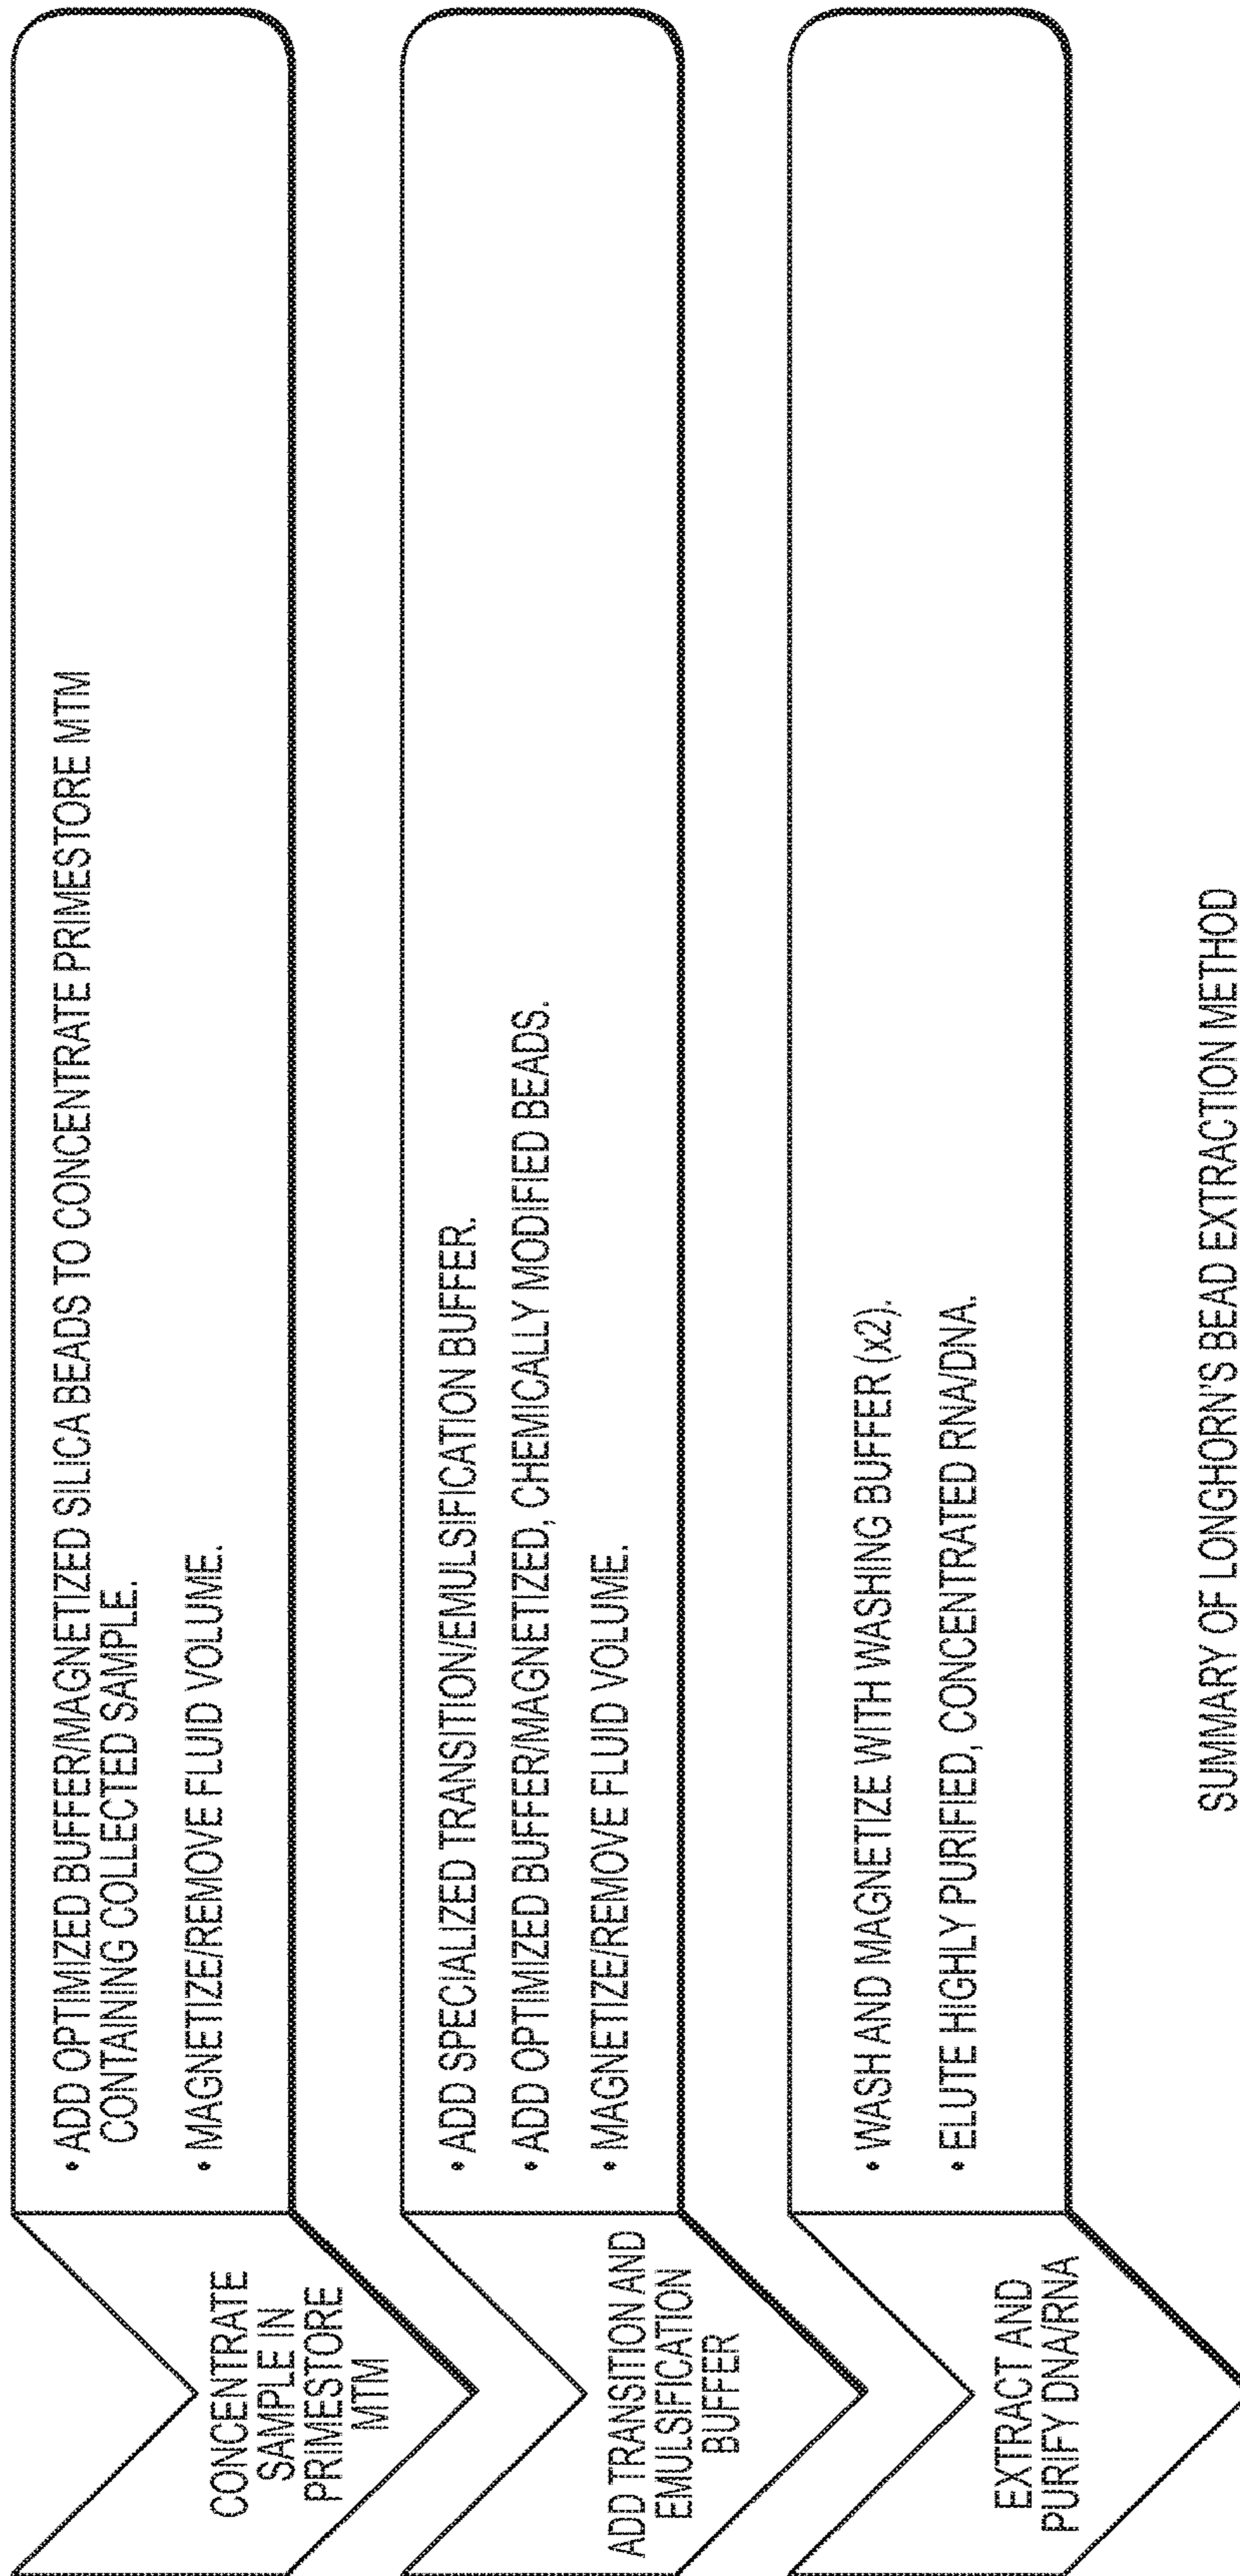 CONCENTRATE
SAMPLE IN
PRIMESTORE
MTM
• ADD OPTIMIZED BUFFER/MAGNETIZED SILICA BEADS TO CONCENTRATE PRIMESTORE MTM
CONTAINING COLLECTED SAMPLE.
• MAGNETIZE/REMOVE FLUID VOLUME.
ADD TRANSITION AND
EMULSIFICATION
BUFFER
• ADD SPECIALIZED TRANSITION/EMULSIFICATION BUFFER.
• ADD OPTIMIZED BUFFER/MAGNETIZED, CHEMICALLY MODIFIED BEADS.
• MAGNETIZE/REMOVE FLUID VOLUME.
EXTRACT AND
PURIFY DNA/RNA
• WASH AND MAGNETIZE WITH WASHING BUFFER (x2).
• ELUTE HIGHLY PURIFIED, CONCENTRATED RNA/DNA.
SUMMARY OF LONGHORN'S BEAD EXTRACTION METHOD